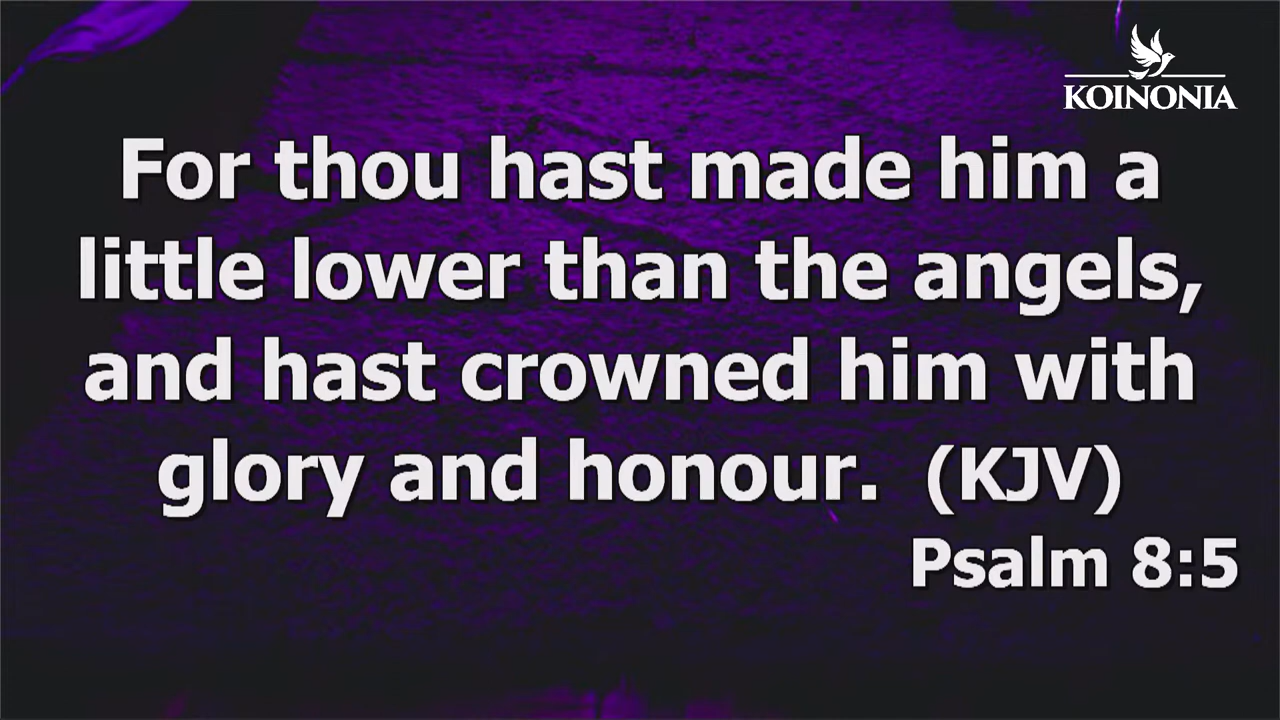 KOINONIA
For thou hast made him a
little lower than the angels,
and hast crowned him with
glory and honour. (KJV)
Psalm 8:5